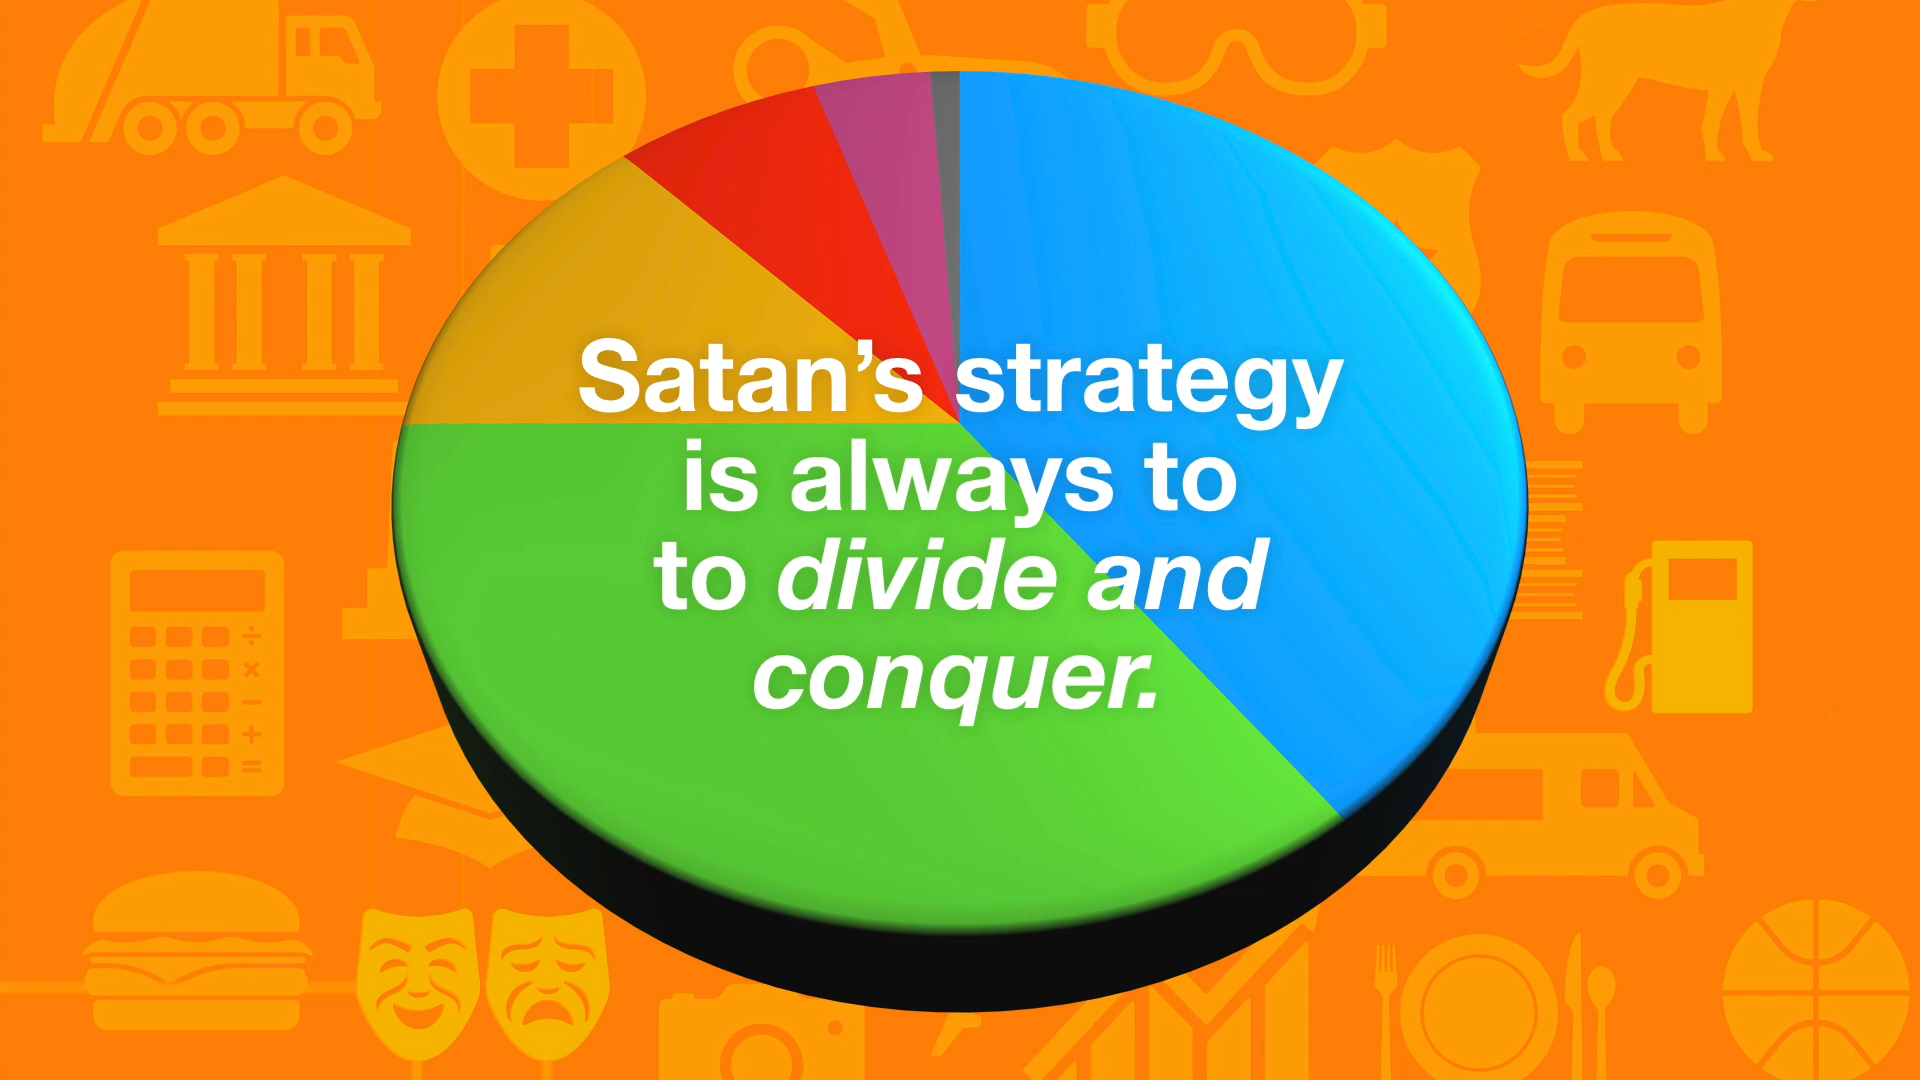 Satan’s strategy
is always to
to divide and
conquer.